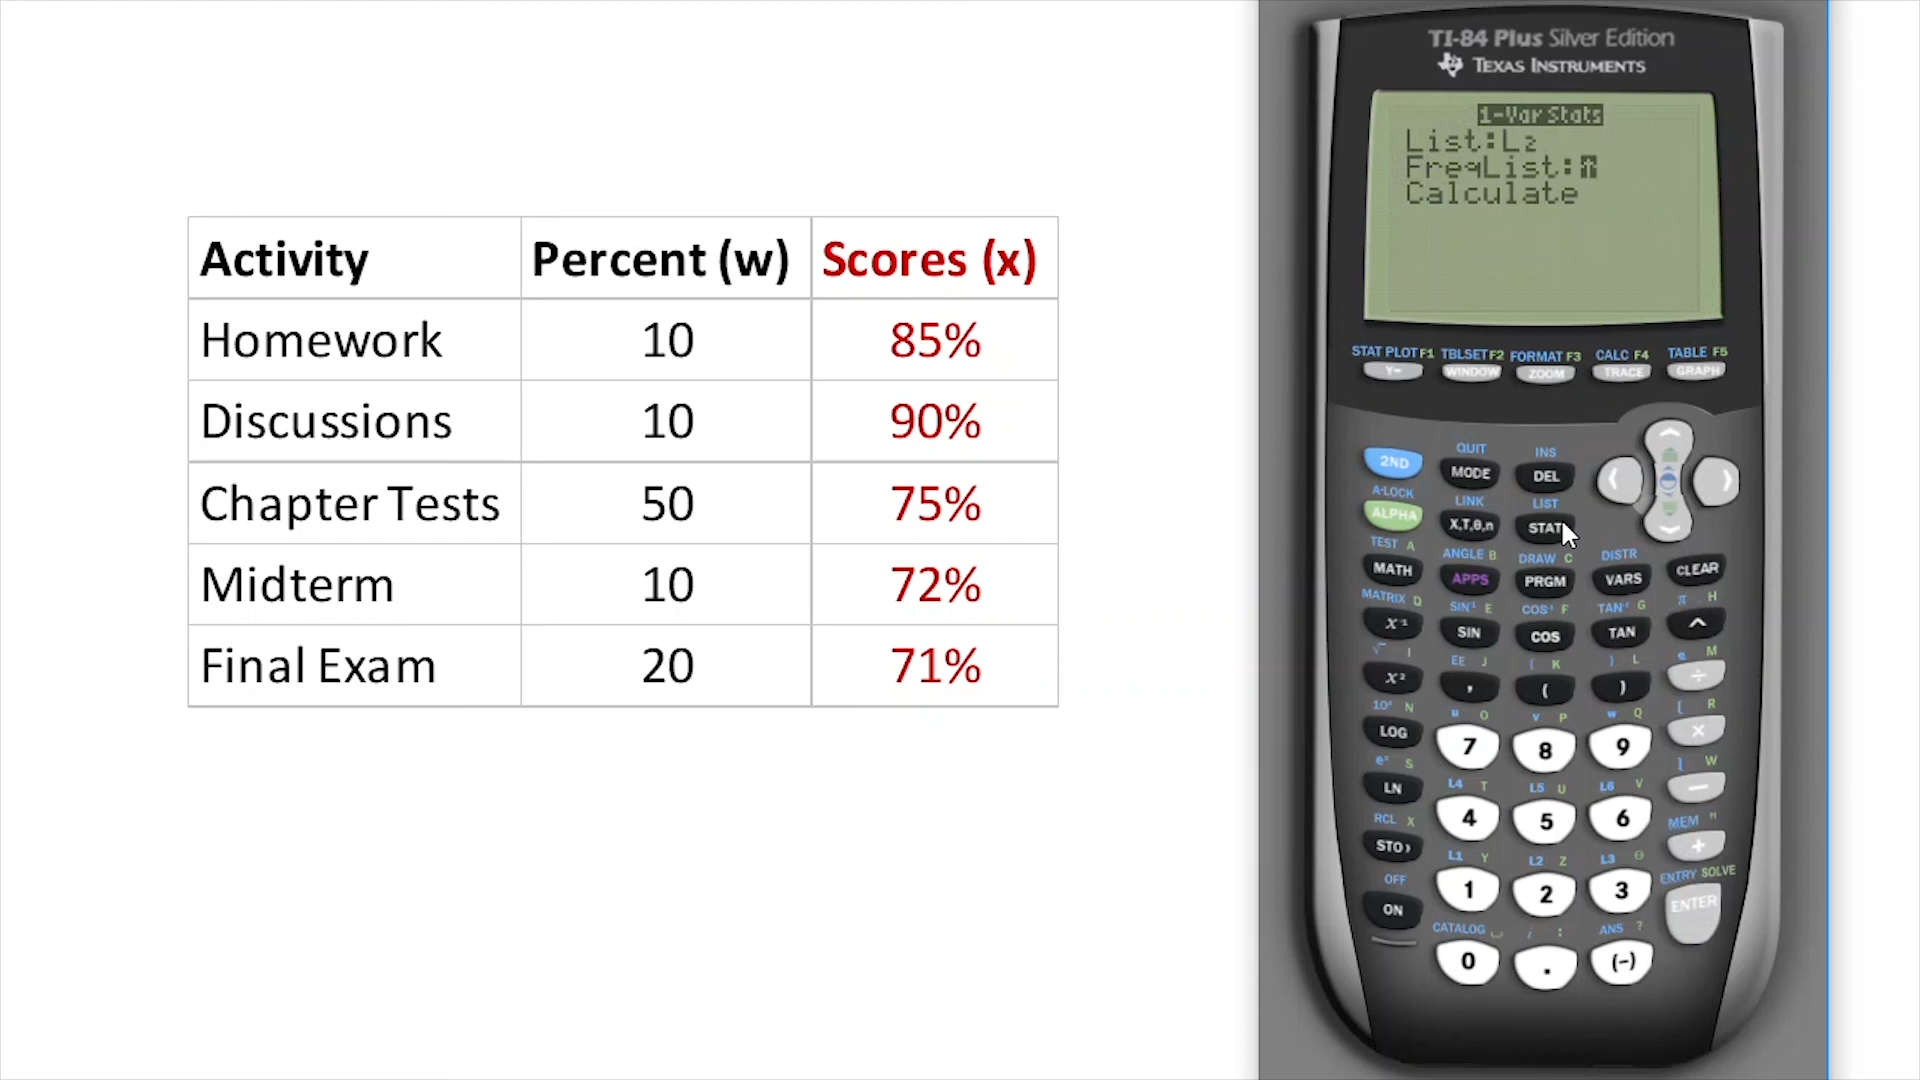 Activity Percent (w) Scores (x)
Homework 10 85%
Discussions 10 90%
Chapter Tests 50 75%
Midterm 10 72%
Final Exam 20 71%
TI-84 Plus Silver Edition
TEXAS INSTRUMENTS
1-Var Stats
List:L2
FreqList:
Calculate
STAT PLOT F1 TBLSET F2 FORMAT F3 CALC F4 TABLE F5
Y= WINDOW ZOOM TRACE GRAPH
QUIT INS
2ND MODE DEL
A-LOCK LINK LIST
ALPHA X,T,θ,n STAT
TEST A ANGLE B DRAW C DISTR
MATH APPS PRGM VARS CLEAR
MATRIX D SIN⁻¹ E COS⁻¹ F TAN⁻¹ G π H
x⁻¹ SIN COS TAN ^
√ I EE J { K } L e M
x² , ( ) ÷
10ˣ N u O v P w Q [ R
LOG 7 8 9 ×
eˣ S L4 T L5 U L6 V ] W
LN 4 5 6 −
RCL X L1 Y L2 Z L3 θ MEM "
STO› 1 2 3 +
OFF CATALOG i : ANS ? ENTRY SOLVE
ON 0 . (-) ENTER